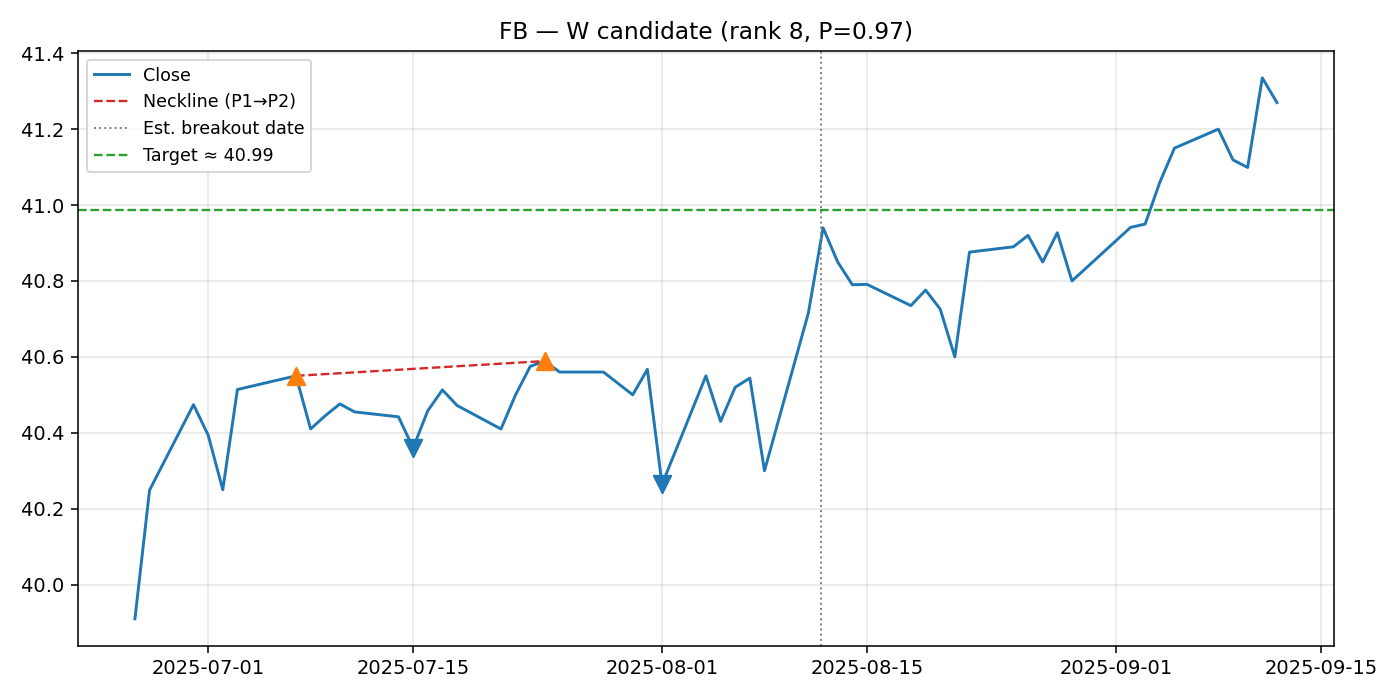 FB — W candidate (rank 8, P=0.97)
41.4
41.2
41.0
40.8
40.6
40.4
40.2
40.0
Close
Neckline (P1→P2)
Est. breakout date
Target ≈ 40.99
2025-07-01
2025-07-15
2025-08-01
2025-08-15
2025-09-01
2025-09-15